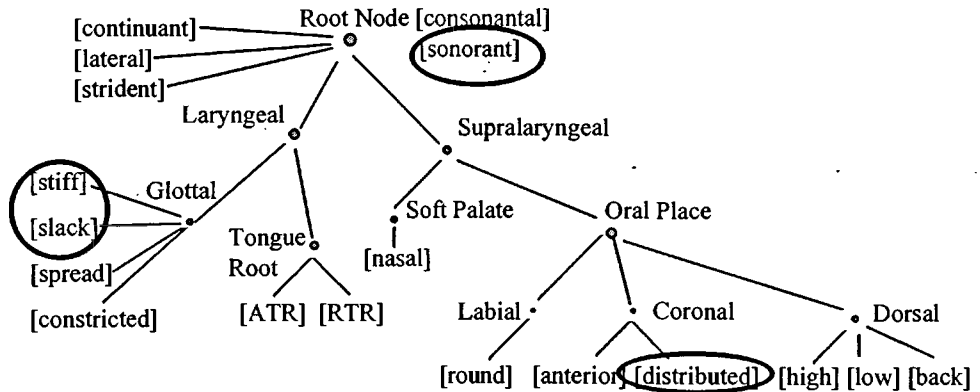 Root Node [consonantal]
[continuant]
[sonorant]
[lateral]
[strident]
Laryngeal
Supralaryngeal
[stiff]
Glottal
[slack]
Soft Palate
Oral Place
Tongue
Root
[nasal]
[spread]
[constricted]
[ATR] [RTR]
Labial
Coronal
Dorsal
[round]
[anterior]
[distributed]
[high] [low] [back]